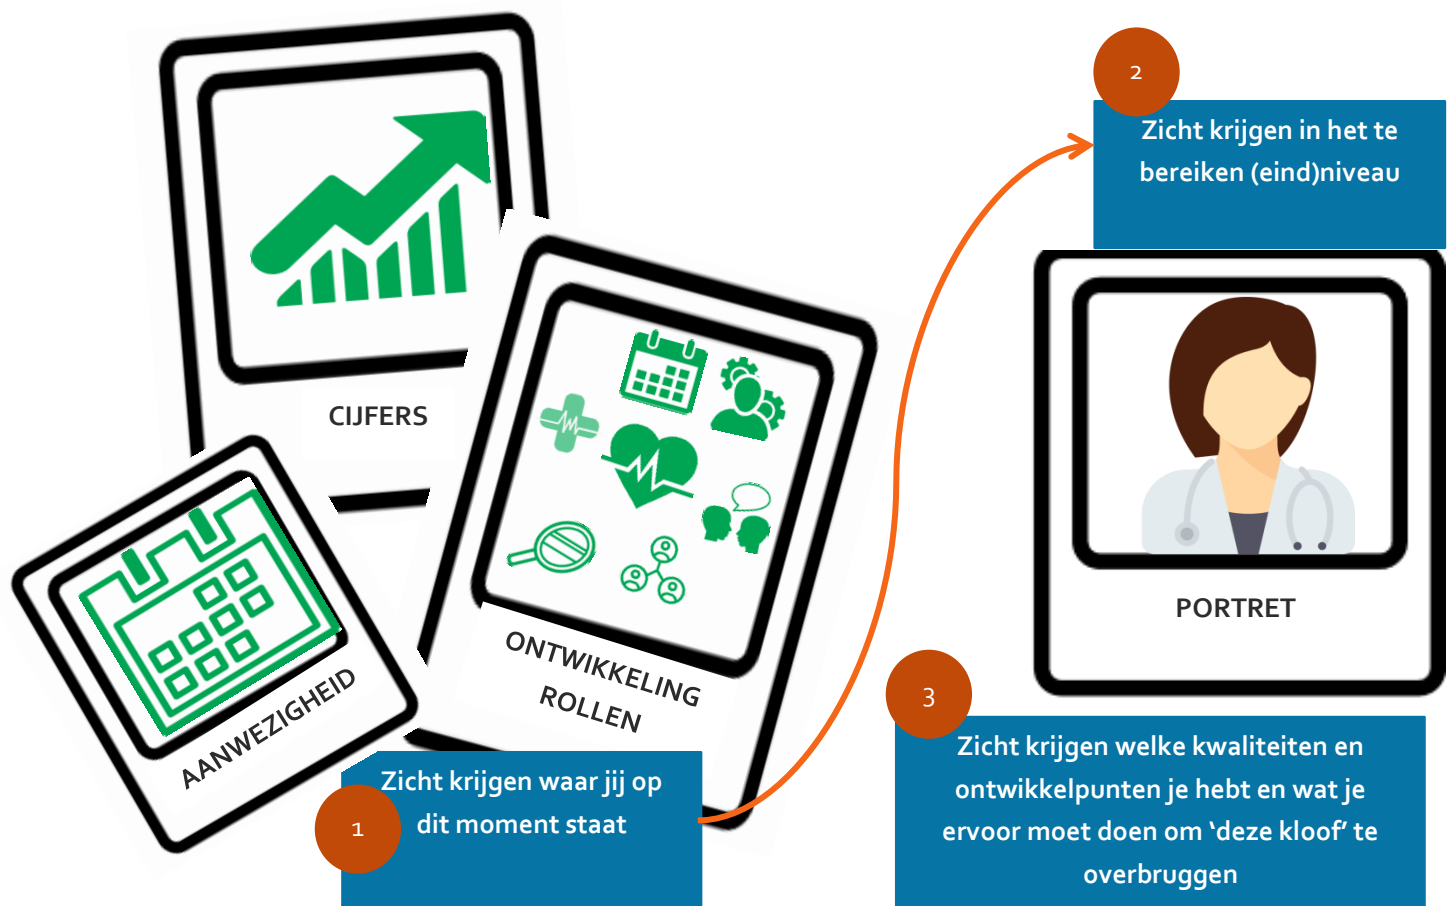 CIJFERS
ONTWIKKELING
ROLLEN
AANWEZIGHEID
1
Zicht krijgen waar jij op
dit moment staat
2
Zicht krijgen in het te
bereiken (eind)niveau
PORTRET
3
Zicht krijgen welke kwaliteiten en
ontwikkelpunten je hebt en wat je
ervoor moet doen om ‘deze kloof’ te
overbruggen